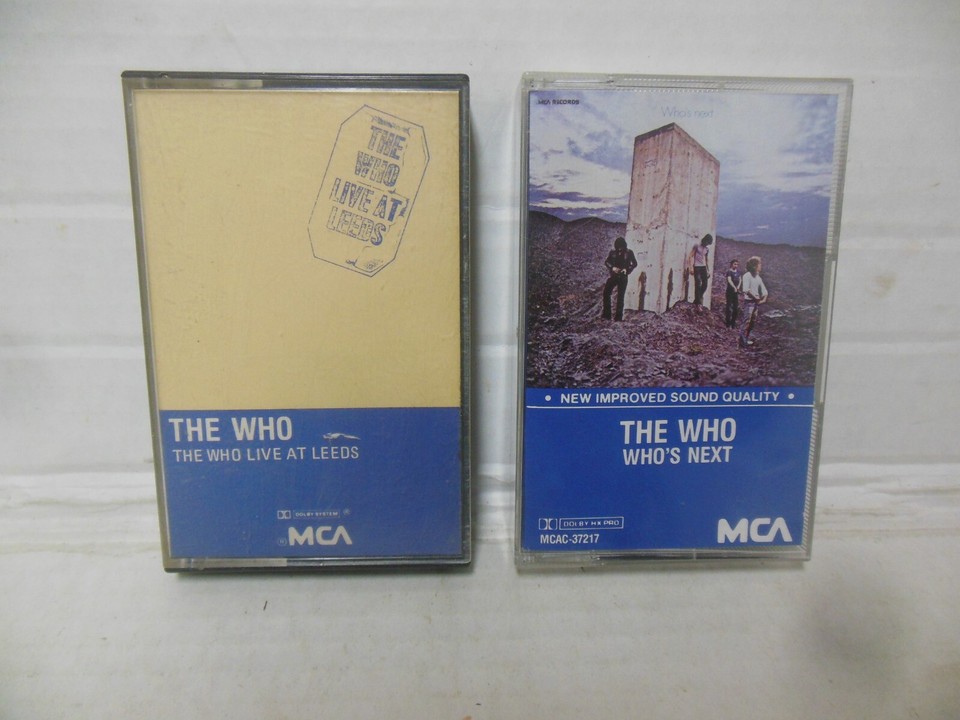 THE
WHO
LIVE AT
LEEDS
THE WHO
THE WHO LIVE AT LEEDS
DOLBY SYSTEM ®
MCA
MCA RECORDS
Who's next
• NEW IMPROVED SOUND QUALITY •
THE WHO
WHO'S NEXT
DOLBY HX PRO
MCAC-37217
MCA